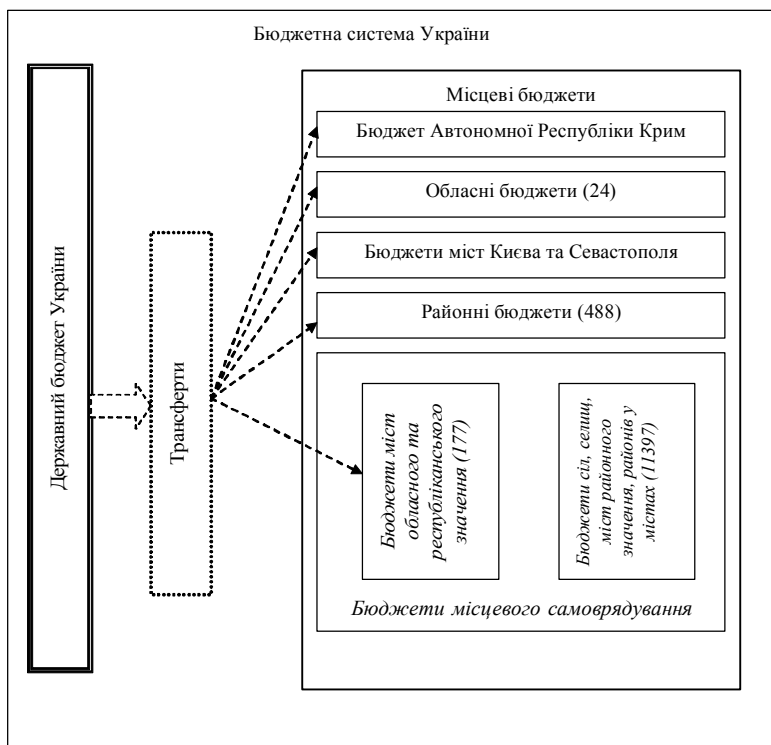 Бюджетна система України
Державний бюджет України
Трансферти
Місцеві бюджети
Бюджет Автономної Республіки Крим
Обласні бюджети (24)
Бюджети міст Києва та Севастополя
Районні бюджети (488)
Бюджети міст
обласного та
республіканського
значення (177)
Бюджети сіл, селищ,
міст районного
значення, районів у
містах (11397)
Бюджети місцевого самоврядування